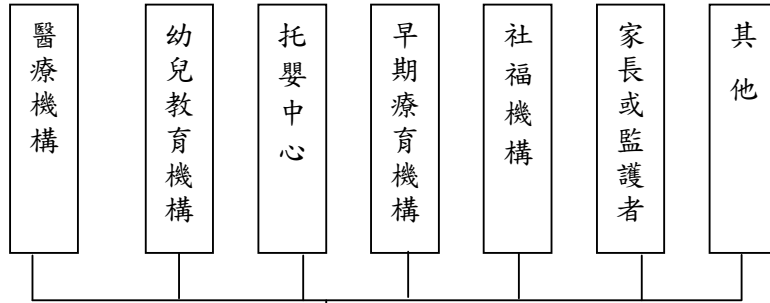 醫療機構
幼兒教育機構
托嬰中心
早期療育機構
社福機構
家長或監護者
其他